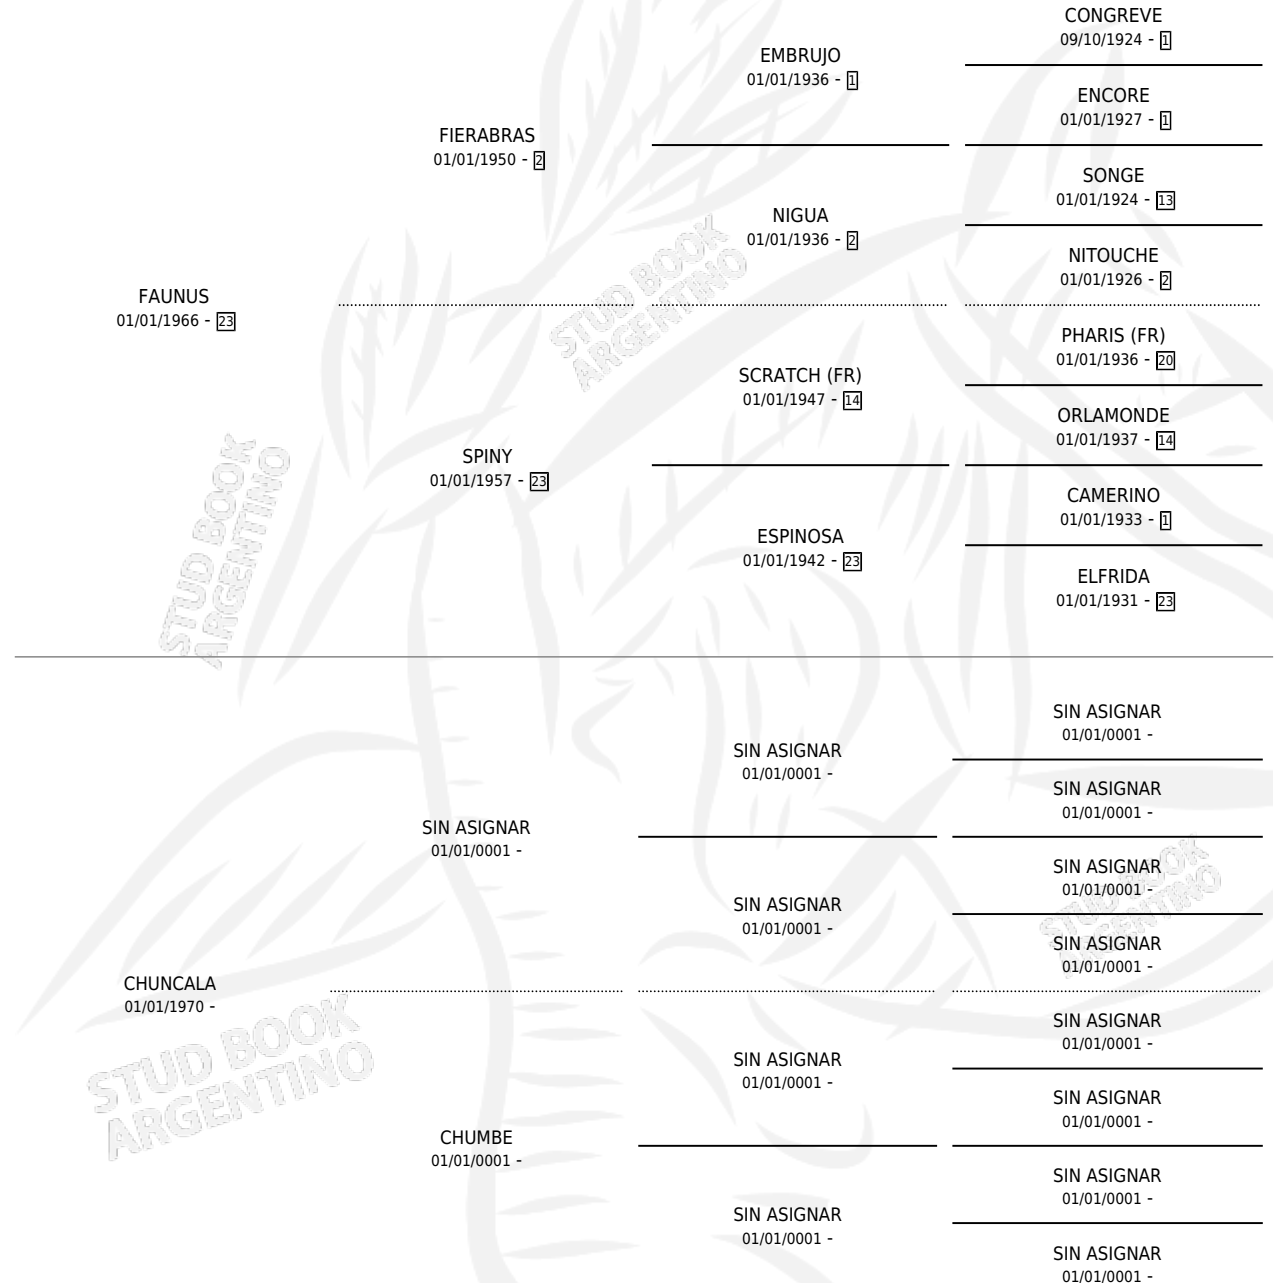 CONGREVE
09/10/1924 - 1
EMBRUJO
01/01/1936 - 1
ENCORE
01/01/1927 - 1
FIERABRAS
01/01/1950 - 2
SONGE
01/01/1924 - 13
NIGUA
01/01/1936 - 2
NITOUCHE
01/01/1926 - 2
FAUNUS
01/01/1966 - 23
PHARIS (FR)
01/01/1936 - 20
SCRATCH (FR)
01/01/1947 - 14
ORLAMONDE
01/01/1937 - 14
SPINY
01/01/1957 - 23
CAMERINO
01/01/1933 - 1
ESPINOSA
01/01/1942 - 23
ELFRIDA
01/01/1931 - 23
STUD BOOK
ARGENTINO
STUD BOOK
ARGENTINO
SIN ASIGNAR
01/01/0001 -
SIN ASIGNAR
01/01/0001 -
SIN ASIGNAR
01/01/0001 -
SIN ASIGNAR
01/01/0001 -
SIN ASIGNAR
01/01/0001 -
SIN ASIGNAR
01/01/0001 -
SIN ASIGNAR
01/01/0001 -
CHUNCALA
01/01/1970 -
SIN ASIGNAR
01/01/0001 -
SIN ASIGNAR
01/01/0001 -
SIN ASIGNAR
01/01/0001 -
CHUMBE
01/01/0001 -
SIN ASIGNAR
01/01/0001 -
SIN ASIGNAR
01/01/0001 -
SIN ASIGNAR
01/01/0001 -
STUD BOOK
ARGENTINO
STUD BOOK
ARGENTINO